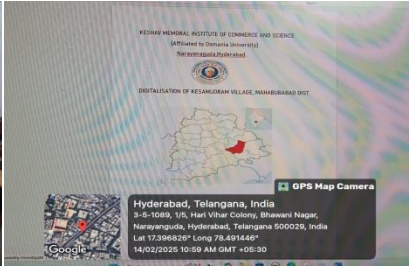 KESHAV MEMORIAL INSTITUTE OF COMMERCE AND SCIENCE
(Affiliated to Osmania University)
Narayanaguda,Hyderabad
DIGITALISATION OF KESAMUDRAM VILLAGE, MAHABUBABAD DIST
GPS Map Camera
Hyderabad, Telangana, India
3-5-1089, 1/5, Hari Vihar Colony, Bhawani Nagar,
Narayanguda, Hyderabad, Telangana 500029, India
Lat 17.396826° Long 78.491446°
14/02/2025 10:59 AM GMT +05:30
Google